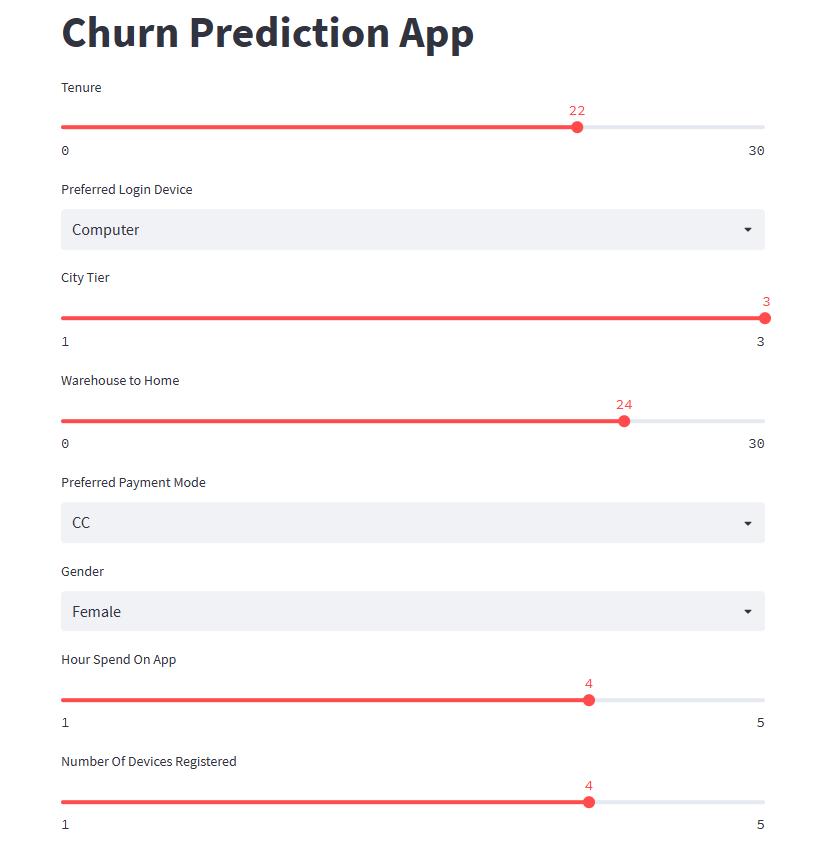 Churn Prediction App
Tenure
22
0 30
Preferred Login Device
Computer
City Tier
3
1 3
Warehouse to Home
24
0 30
Preferred Payment Mode
CC
Gender
Female
Hour Spend On App
4
1 5
Number Of Devices Registered
4
1 5